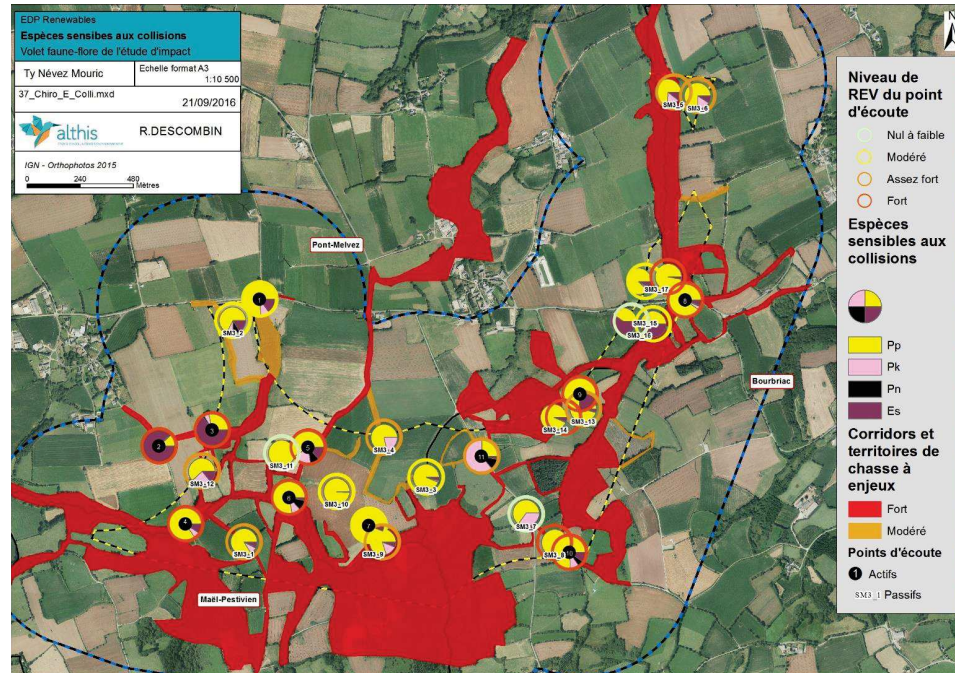 EDP Renewables
Espèces sensibes aux collisions
Volet faune-flore de l'étude d'impact
Ty Névez Mouric
Echelle format A3
1:10 500
37_Chiro_E_Colli.mxd
21/09/2016
althis
R.DESCOMBIN
IGN - Orthophotos 2015
0 240 480
Mètres
N
Niveau de
REV du point
d'écoute
Nul à faible
Modéré
Assez fort
Fort
Espèces
sensibles aux
collisions
Pp
Pk
Pn
Es
Corridors et
territoires de
chasse à
enjeux
Fort
Modéré
Points d'écoute
1 Actifs
SM3_1 Passifs
SM3_5
SM3_6
Pont-Melvez
SM3_17
1
8
SM3_2
SM3_15
SM3_16
Bourbriac
9
SM3_14
SM3_13
3
2
SM3_4
5
SM3_11
11
SM3_12
SM3_3
SM3_10
6
SM3_7
4
7
SM3_1
SM3_9
SM3_8
10
Maël-Pestivien